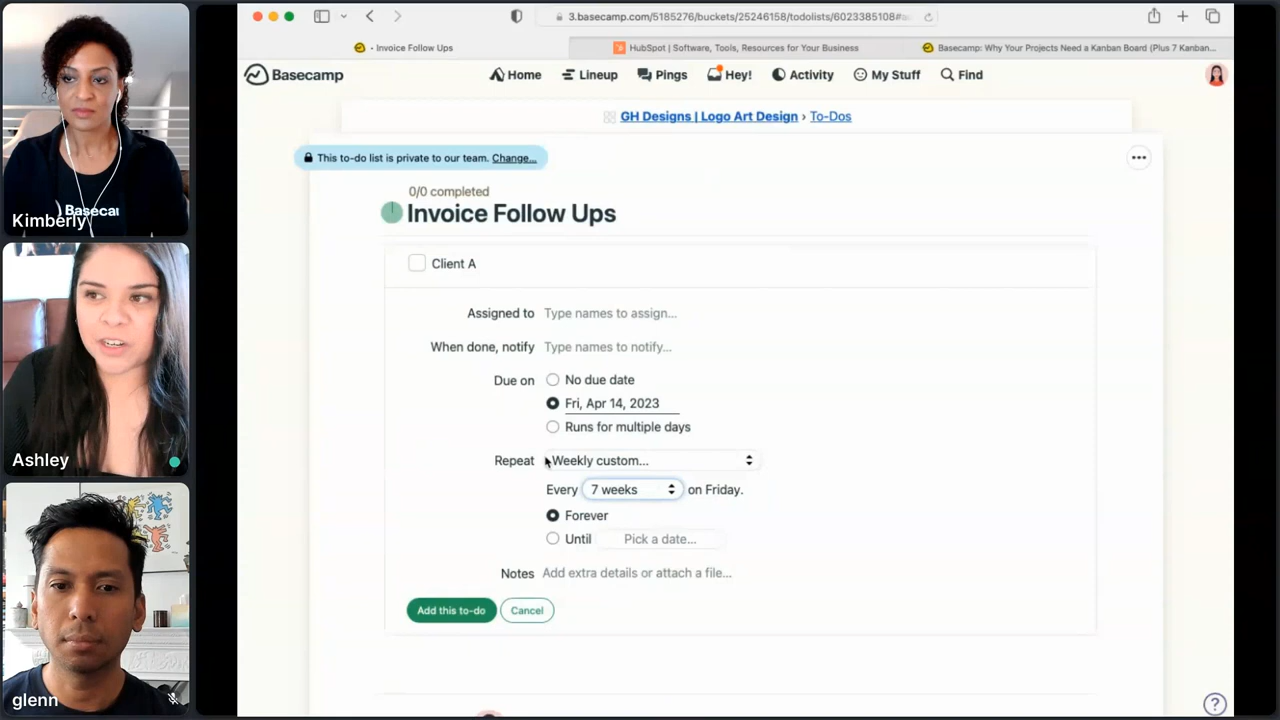 Kimberly
Basecar
Ashley
glenn
3.basecamp.com/5185276/buckets/25246158/todolists/6023385108#a
- Invoice Follow Ups
HubSpot | Software, Tools, Resources for Your Business
Basecamp: Why Your Projects Need a Kanban Board (Plus 7 Kanban...
Basecamp
Home
Lineup
Pings
Hey!
Activity
My Stuff
Find
GH Designs | Logo Art Design › To-Dos
This to-do list is private to our team. Change...
0/0 completed
Invoice Follow Ups
Client A
Assigned to Type names to assign...
When done, notify Type names to notify...
Due on No due date
Fri, Apr 14, 2023
Runs for multiple days
Repeat Weekly custom...
Every 7 weeks on Friday.
Forever
Until Pick a date...
Notes Add extra details or attach a file...
Add this to-do Cancel
?